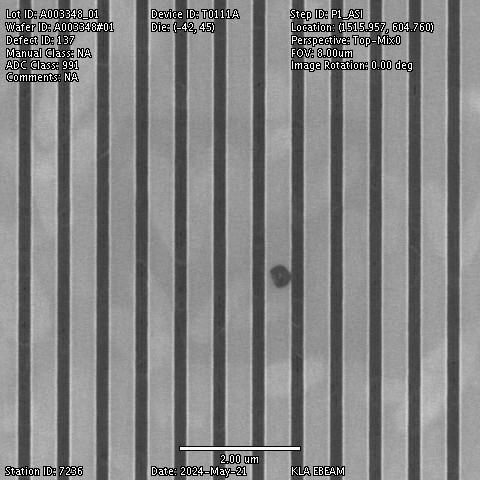 Lot ID: A003348_01
Wafer ID: A003348#01
Defect ID: 137
Manual Class: NA
ADC Class: 991
Comments: NA
Device ID: T0111A
Die: (-42, 45)
Step ID: P1_ASI
Location: (1515.957, 604.760)
Perspective: Top-Mix0
FOV: 8.00um
Image Rotation: 0.00 deg
2.00 um
Station ID: 7236
Date: 2024-May-21
KLA EBEAM